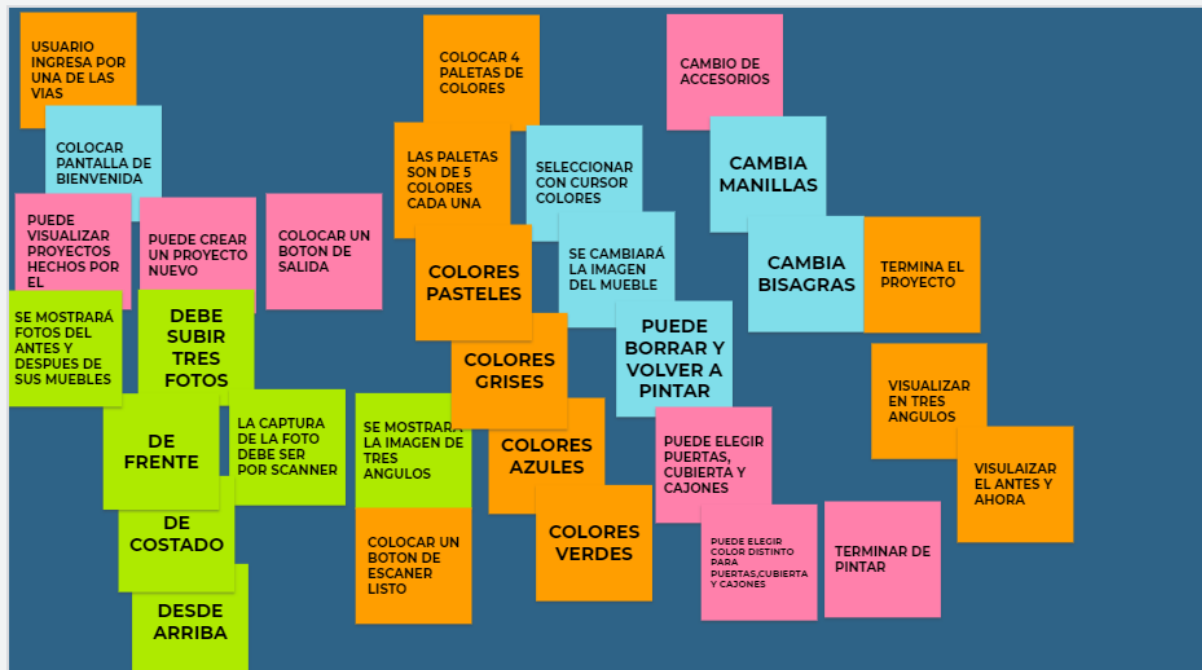 USUARIO
INGRESA POR
UNA DE LAS
VIAS
COLOCAR
PANTALLA DE
BIENVENIDA
PUEDE
VISUALIZAR
PROYECTOS
HECHOS POR
EL
PUEDE CREAR
UN PROYECTO
NUEVO
COLOCAR UN
BOTON DE
SALIDA
SE MOSTRARÁ
FOTOS DEL
ANTES Y
DESPUES DE
SUS MUEBLES
DEBE
SUBIR
TRES
FOTOS
DE
FRENTE
LA CAPTURA
DE LA FOTO
DEBE SER
POR SCANNER
DE
COSTADO
DESDE
ARRIBA
SE MOSTRARÁ
LA IMAGEN DE
TRES
ANGULOS
COLOCAR UN
BOTON DE
ESCANER
LISTO
COLOCAR 4
PALETAS DE
COLORES
LAS PALETAS
SON DE 5
COLORES
CADA UNA
COLORES
PASTELES
COLORES
GRISES
COLORES
AZULES
COLORES
VERDES
SELECCIONAR
CON CURSOR
COLORES
SE CAMBIARÁ
LA IMAGEN
DEL MUEBLE
PUEDE
BORRAR Y
VOLVER A
PINTAR
PUEDE ELEGIR
PUERTAS,
CUBIERTA Y
CAJONES
PUEDE ELEGIR
COLOR DISTINTO
PARA
PUERTAS,CUBIERTA
Y CAJONES
TERMINAR DE
PINTAR
CAMBIO DE
ACCESORIOS
CAMBIA
MANILLAS
CAMBIA
BISAGRAS
TERMINA EL
PROYECTO
VISUALIZAR
EN TRES
ANGULOS
VISULAIZAR
EL ANTES Y
AHORA